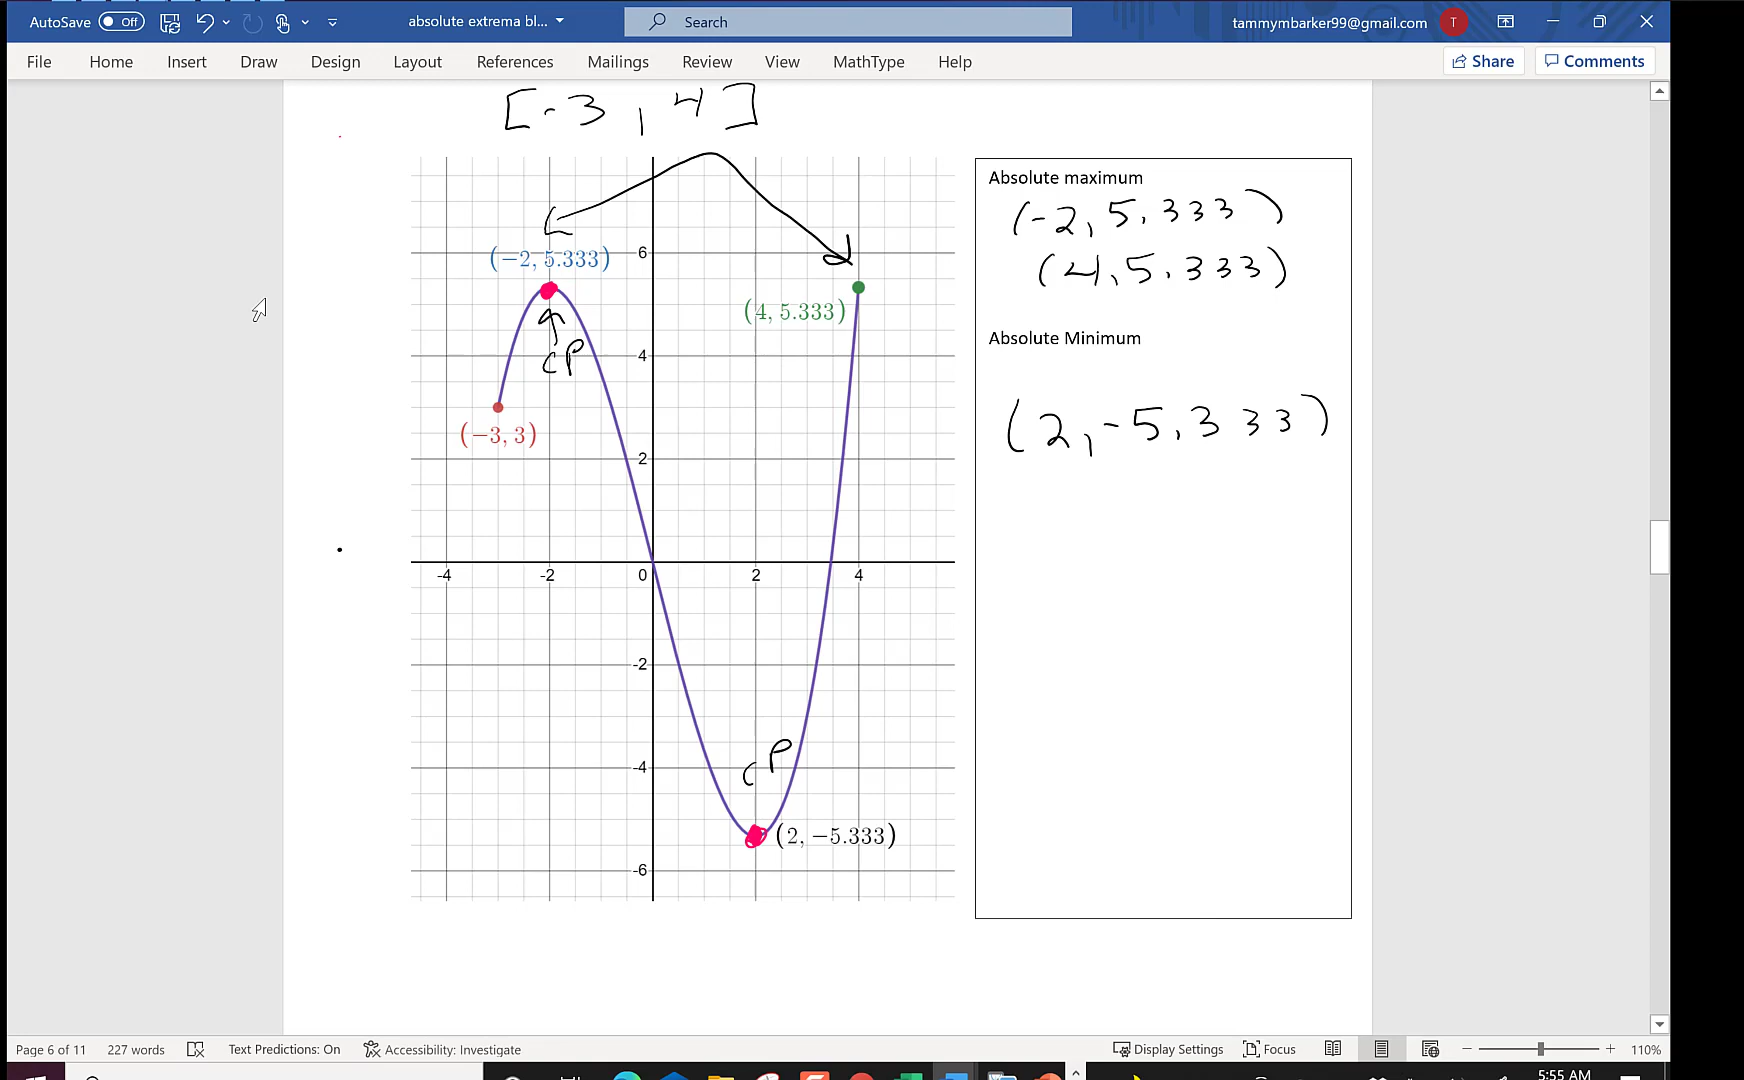 AutoSave Off absolute extrema bl... Search tammymbarker99@gmail.com T
File Home Insert Draw Design Layout References Mailings Review View MathType Help Share Comments
[-3, 4]
Absolute maximum
(-2, 5.333)
(4, 5.333)
Absolute Minimum
(2, -5.333)
6
(−2, 5.333)
(4, 5.333)
CP
4
(−3, 3)
2
-4 -2 0 2 4
-2
CP
-4
(2, −5.333)
-6
Page 6 of 11 227 words Text Predictions: On Accessibility: Investigate Display Settings Focus 110%
5:55 AM